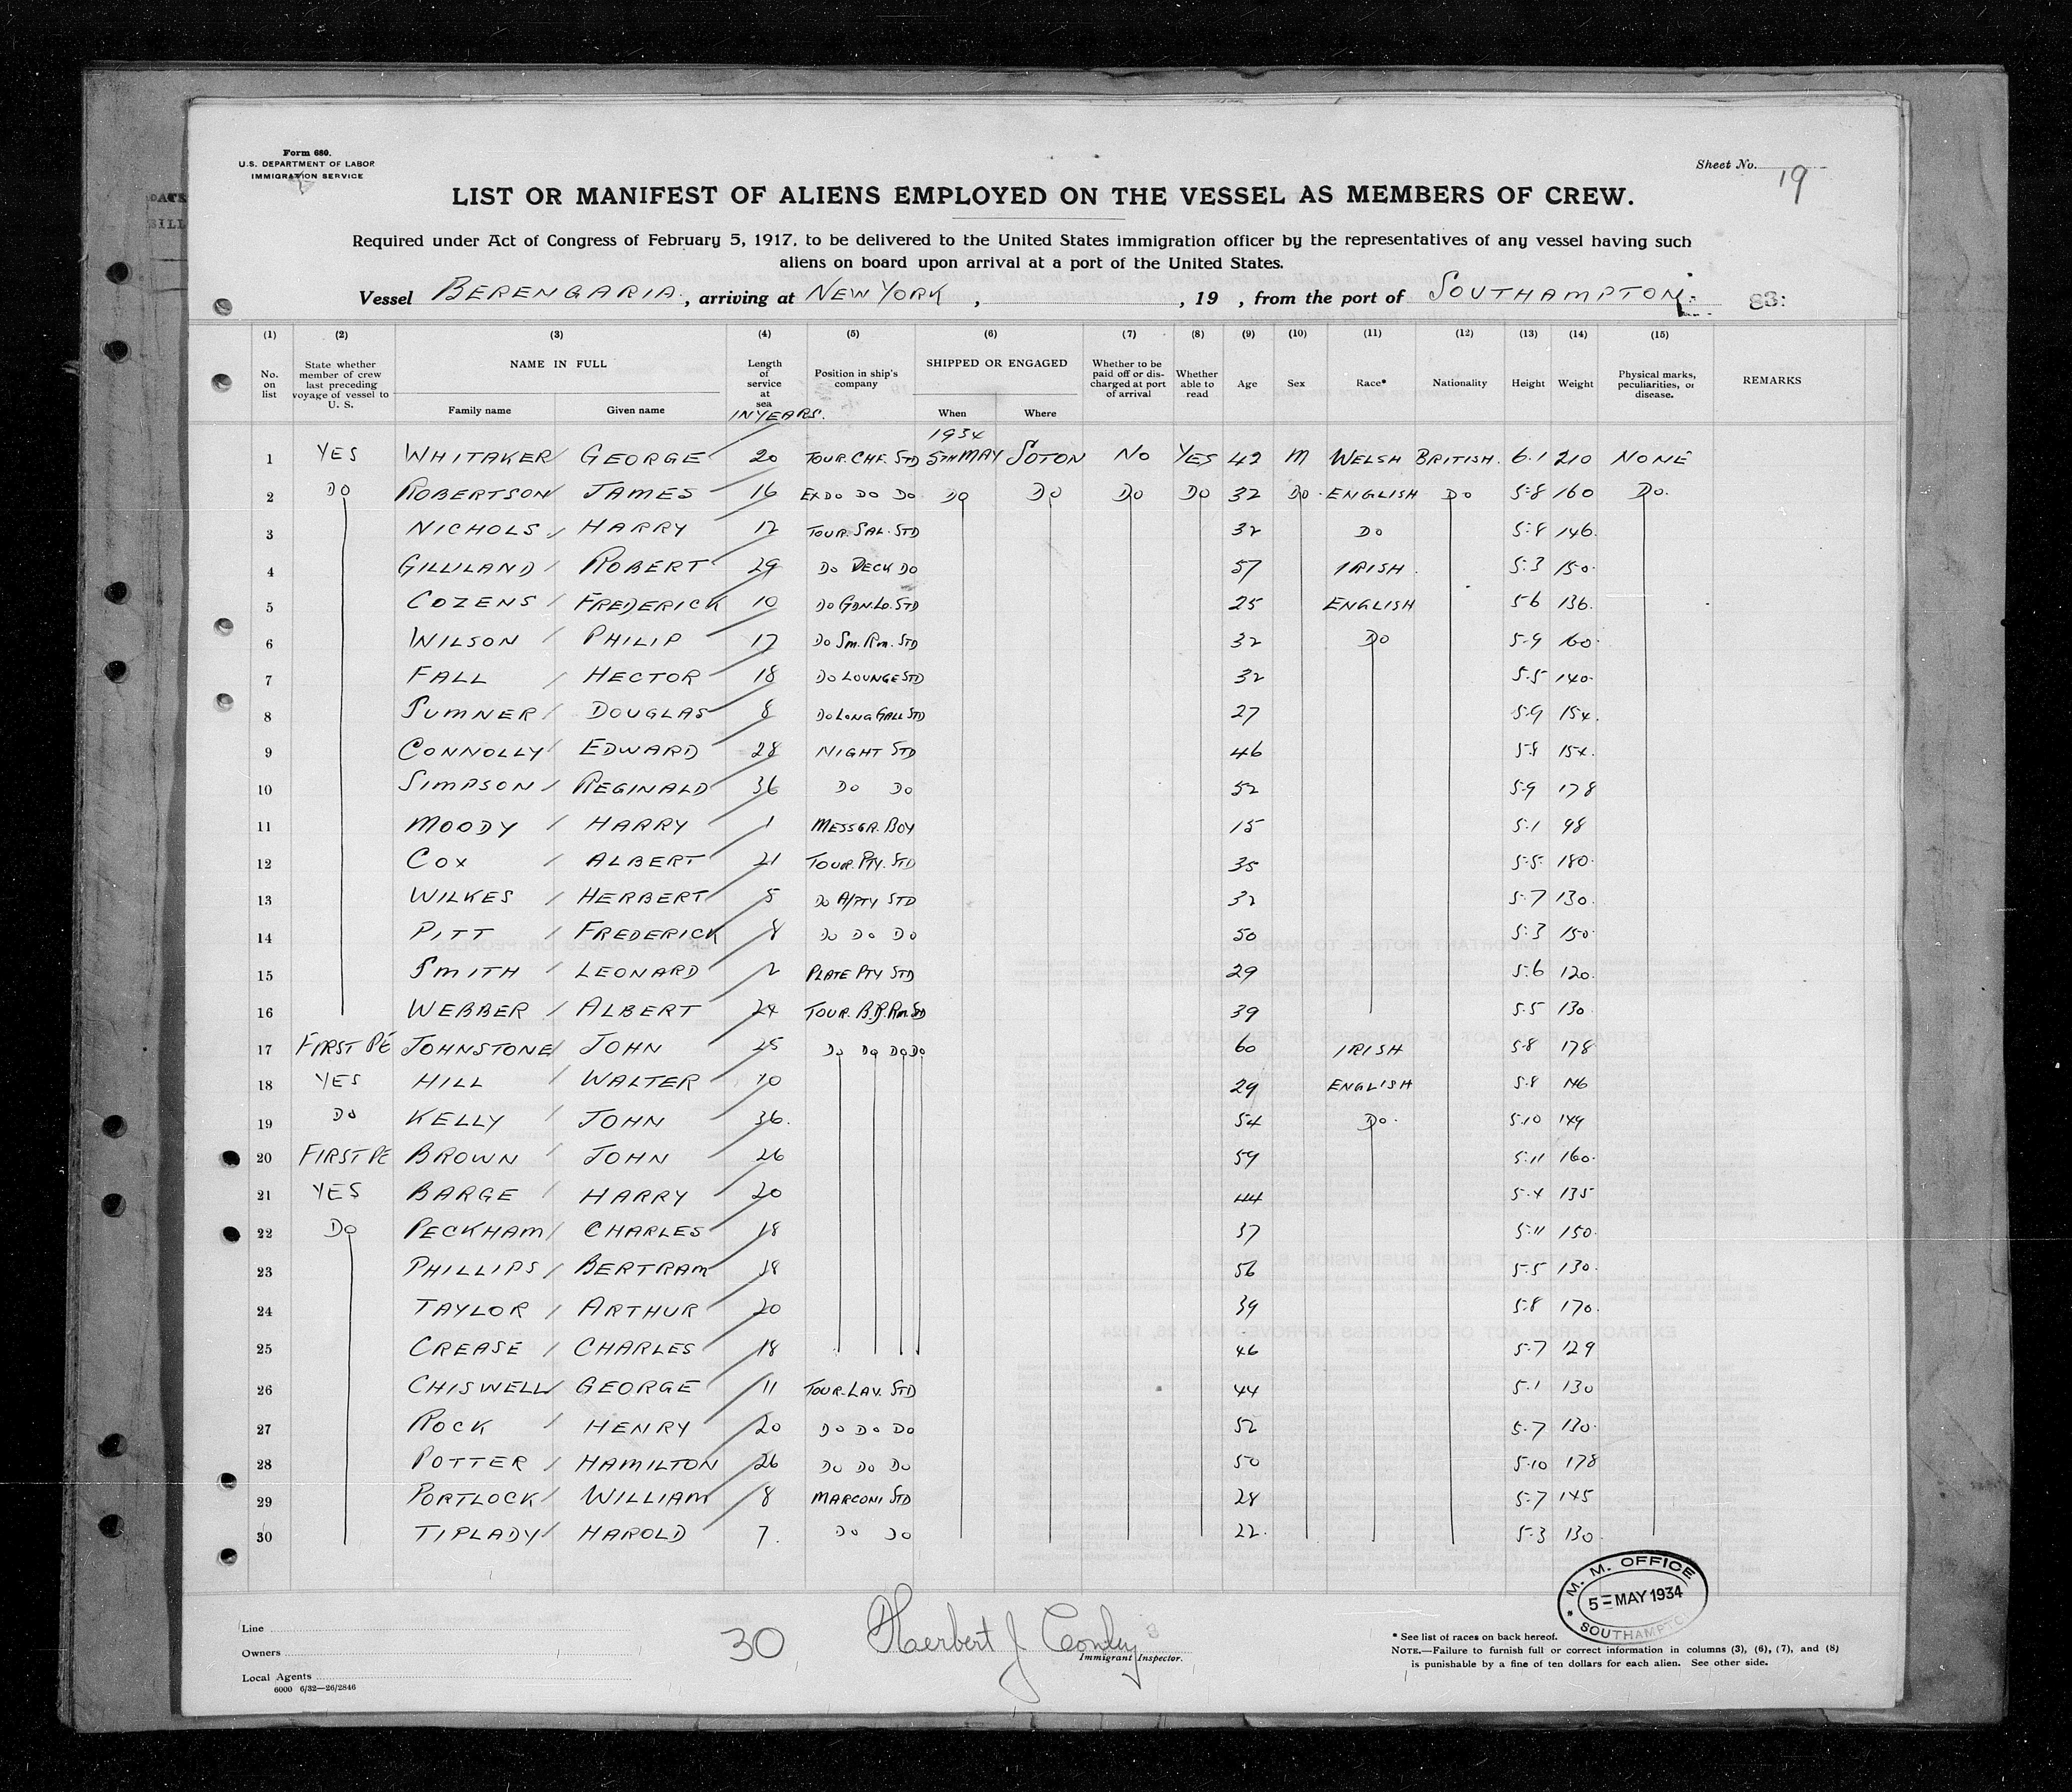 Form 680.
U.S. DEPARTMENT OF LABOR
IMMIGRATION SERVICE
Sheet No. 19
LIST OR MANIFEST OF ALIENS EMPLOYED ON THE VESSEL AS MEMBERS OF CREW.
Required under Act of Congress of February 5, 1917, to be delivered to the United States immigration officer by the representatives of any vessel having such
aliens on board upon arrival at a port of the United States.
Vessel BERENGARIA, arriving at NEW YORK, , 19 , from the port of SOUTHAMPTON. 83:
(1) (2) (3) (4) (5) (6) (7) (8) (9) (10) (11) (12) (13) (14) (15)
No. on list State whether member of crew last preceding voyage of vessel to U. S. NAME IN FULL Family name Given name Length of service at sea IN YEARS. Position in ship's company SHIPPED OR ENGAGED When Where Whether to be paid off or discharged at port of arrival Whether able to read Age Sex Race* Nationality Height Weight Physical marks, peculiarities, or disease. REMARKS
1934
1 YES WHITAKER / GEORGE 20 TOUR. CHF. STD 5TH MAY SOTON NO YES 42 M WELSH BRITISH. 6.1 210 NONE
2 DO ROBERTSON JAMES 16 EX DO DO DO DO DO DO DO 32 DO ENGLISH DO 5.8 160 DO.
3 NICHOLS / HARRY 12 TOUR. SAL. STD 32 DO 5.8 146
4 GILLILAND / ROBERT 29 DO DECK DO 57 IRISH 5.3 150
5 COZENS / FREDERICK 10 DO GDN. LO. STD 25 ENGLISH 5.6 136
6 WILSON / PHILIP 17 DO SM. RM. STD 32 DO 5.9 160
7 FALL / HECTOR 18 DO LOUNGE STD 32 5.5 140
8 SUMNER / DOUGLAS 8 DO LONG GALL STD 27 5.9 154
9 CONNOLLY / EDWARD 28 NIGHT STD 46 5.8 154
10 SIMPSON / REGINALD 36 DO DO 52 5.9 178
11 MOODY / HARRY 1 MESSGR. BOY 15 5.1 98
12 COX / ALBERT 21 TOUR. PTY. STD 35 5.5 180
13 WILKES / HERBERT 5 DO A/PTY STD 32 5.7 130
14 PITT / FREDERICK 8 DO DO DO 50 5.3 150
15 SMITH / LEONARD 2 PLATE PTY STD 29 5.6 120
16 WEBBER / ALBERT 24 TOUR. B.R. RM. STD 39 5.5 130
17 FIRST PE JOHNSTONE / JOHN 25 DO DO DO DO 60 IRISH 5.8 178
18 YES HILL / WALTER 10 29 ENGLISH 5.8 146
19 DO KELLY / JOHN 36. 54 DO. 5.10 149
20 FIRST PE BROWN / JOHN 26 59 5.11 160
21 YES BARGE / HARRY 20 44 5.4 135
22 DO PECKHAM / CHARLES 18 37 5.11 150
23 PHILLIPS / BERTRAM 18 56 5.5 130
24 TAYLOR / ARTHUR 20 39 5.8 170
25 CREASE / CHARLES 18 46 5.7 129
26 CHISWELL / GEORGE 11 TOUR. LAV. STD 44 5.1 130
27 ROCK / HENRY 20 DO DO DO 52 5.7 130
28 POTTER / HAMILTON 26 DO DO DO 50 5.10 178
29 PORTLOCK / WILLIAM 8 MARCONI STD 28 5.7 145
30 TIPLADY / HAROLD 7. DO DO 22. 5.3 130
M. M. OFFICE
5 = MAY 1934
SOUTHAMPTO
Line
Owners
Local Agents
6000 6/32—26/2846
30
Herbert J Conley
Immigrant Inspector.
* See list of races on back hereof.
NOTE.—Failure to furnish full or correct information in columns (3), (6), (7), and (8)
is punishable by a fine of ten dollars for each alien. See other side.